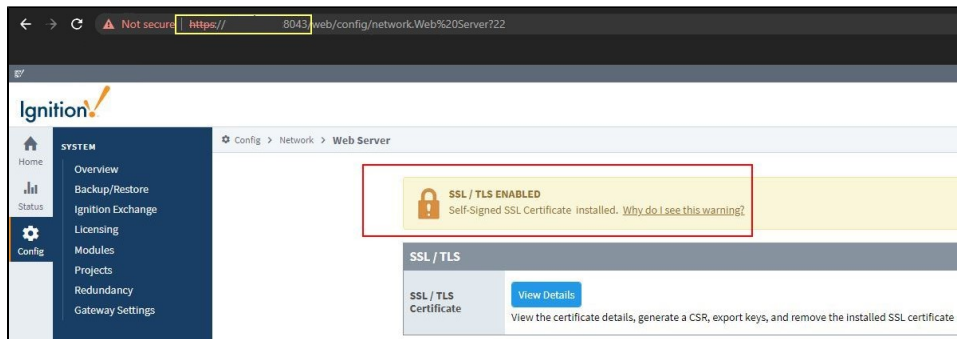 Not secure https:// 8043/web/config/network.Web%20Server?22
Ignition!
Home
Status
Config
SYSTEM
Overview
Backup/Restore
Ignition Exchange
Licensing
Modules
Projects
Redundancy
Gateway Settings
Config > Network > Web Server
SSL / TLS ENABLED
Self-Signed SSL Certificate installed. Why do I see this warning?
SSL / TLS
SSL / TLS
Certificate
View Details
View the certificate details, generate a CSR, export keys, and remove the installed SSL certificate